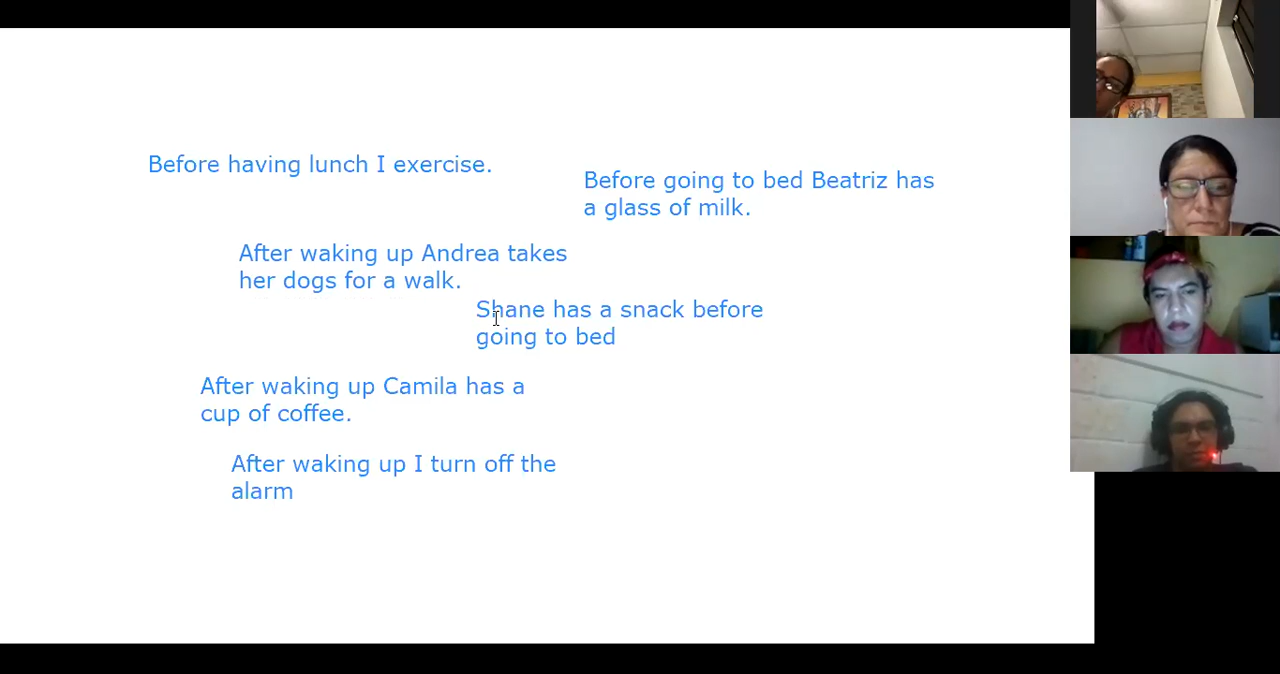 Before having lunch I exercise.
Before going to bed Beatriz has
a glass of milk.
After waking up Andrea takes
her dogs for a walk.
Shane has a snack before
going to bed
After waking up Camila has a
cup of coffee.
After waking up I turn off the
alarm